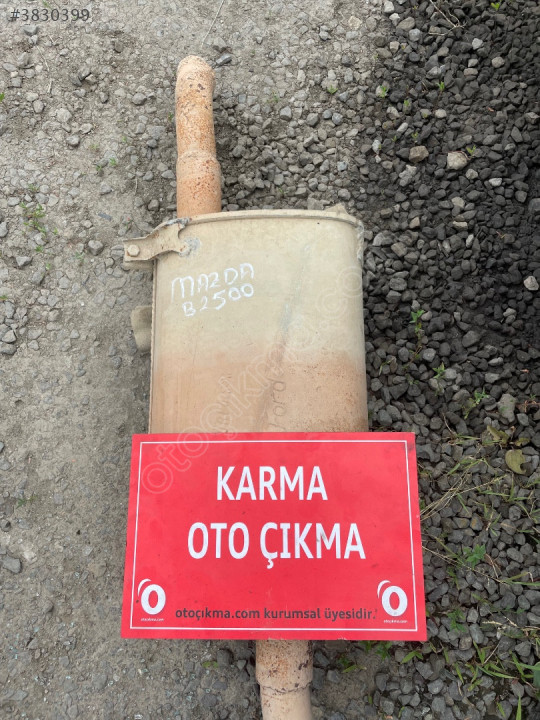 #3830399
MAZDA
B2500
KARMA
OTO ÇIKMA
otoçıkma.com kurumsal üyesidir.